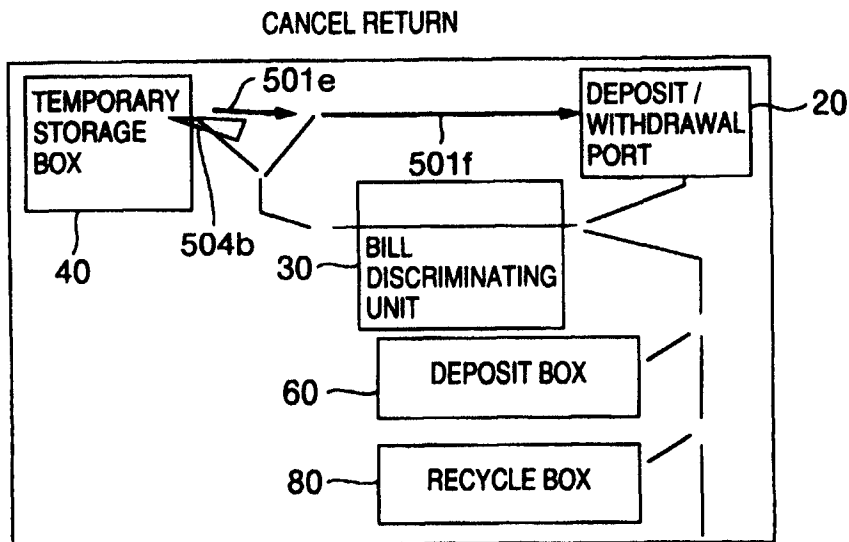 CANCEL RETURN
TEMPORARY
STORAGE
BOX
501e
DEPOSIT /
WITHDRAWAL
PORT
20
501f
504b
40
30
BILL
DISCRIMINATING
UNIT
60
DEPOSIT BOX
80
RECYCLE BOX